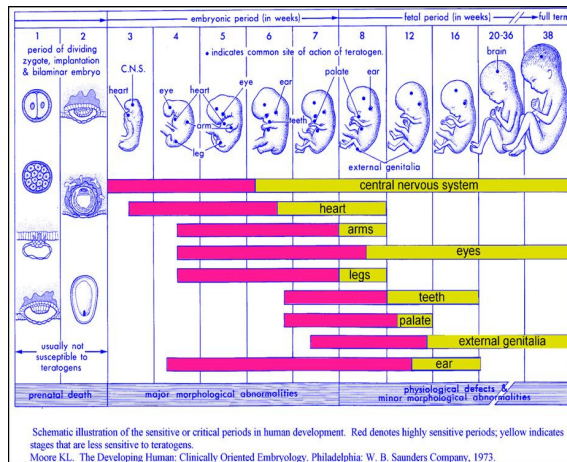 embryonic period (in weeks)
fetal period (in weeks)
full term
1 2 3 4 5 6 7 8 12 16 20-36 38
period of dividing
zygate, implantation
& bilaminar embryo
• indicates common site of action of teratogen.
C.N.S.
heart
eye
heart
eye
ear
palate
ear
brain
arm
leg
teeth
external genitalia
central nervous system
heart
arms
eyes
legs
teeth
palate
external genitalia
ear
usually not
susceptible to
teratogens
prenatal death
major morphological abnormalities
physiological defects &
minor morphological abnormalities
Schematic illustration of the sensitive or critical periods in human development. Red denotes highly sensitive periods; yellow indicates
stages that are less sensitive to teratogens.
Moore KL. The Developing Human: Clinically Oriented Embryology. Philadelphia: W. B. Saunders Company, 1973.